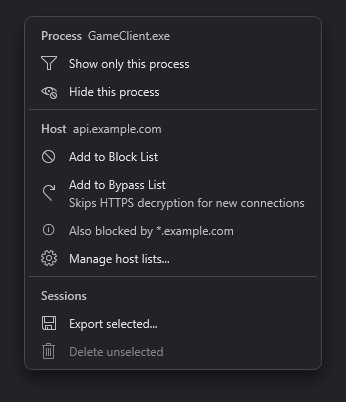 Process GameClient.exe
Show only this process
Hide this process
Host api.example.com
Add to Block List
Add to Bypass List
Skips HTTPS decryption for new connections
Also blocked by *.example.com
Manage host lists...
Sessions
Export selected...
Delete unselected